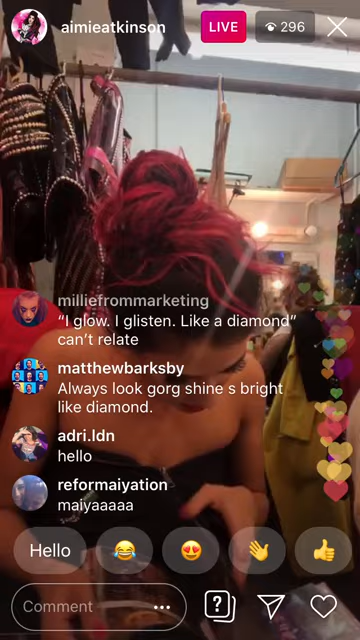 aimieatkinson
LIVE
296
milliefrommarketing
“I glow. I glisten. Like a diamond”
can’t relate
matthewbarksby
Always look gorg shine s bright
like diamond.
adri.ldn
hello
reformaiyation
maiyaaaaa
Hello
Comment